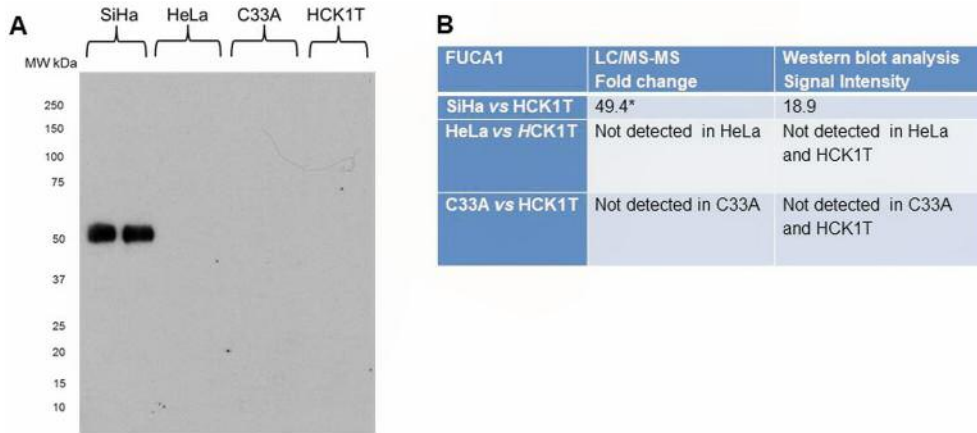 A
SiHa HeLa C33A HCK1T
MW kDa
250
150
100
75
50
37
25
20
15
10
B
FUCA1 LC/MS-MS Fold change Western blot analysis Signal Intensity
SiHa vs HCK1T 49.4* 18.9
HeLa vs HCK1T Not detected in HeLa Not detected in HeLa and HCK1T
C33A vs HCK1T Not detected in C33A Not detected in C33A and HCK1T